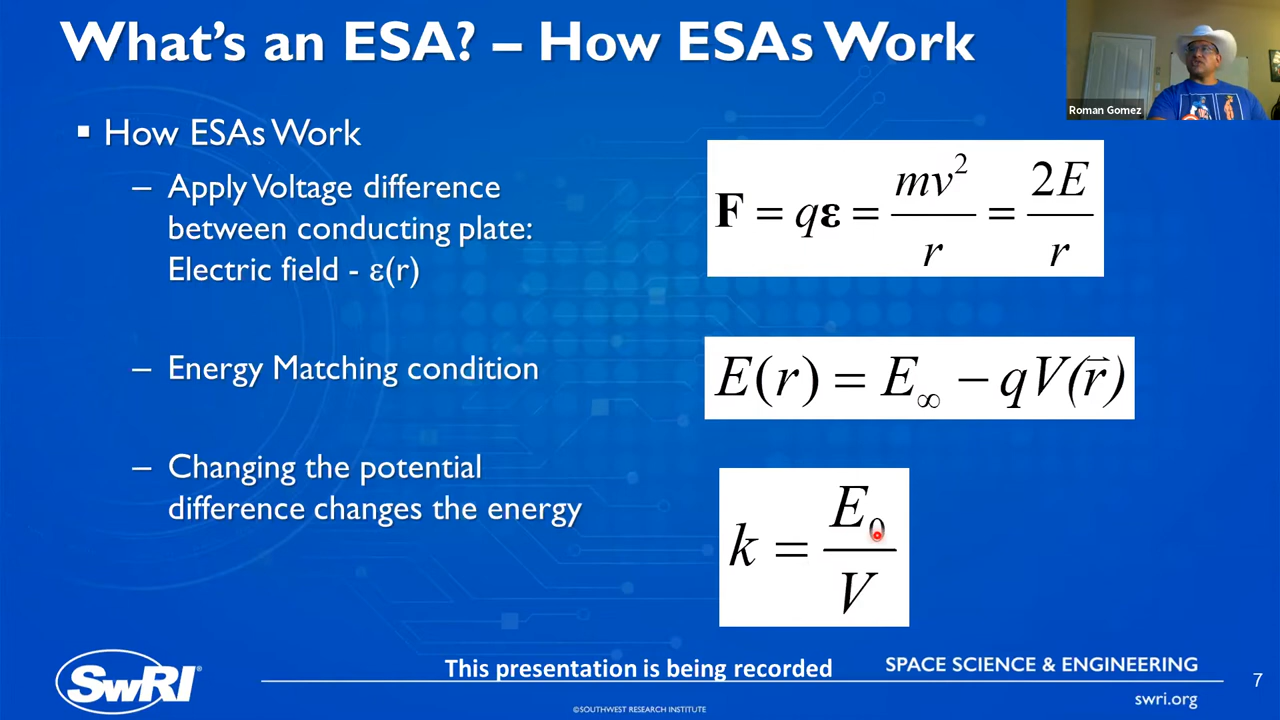 What's an ESA? – How ESAs Work
Roman Gomez
▪ How ESAs Work
– Apply Voltage difference
between conducting plate:
Electric field - ε(r)
F = qε = mv² / r = 2E / r
– Energy Matching condition
E(r) = E∞ − qV(r⃗)
– Changing the potential
difference changes the energy
k = E₀ / V
SwRI®
This presentation is being recorded
SPACE SCIENCE & ENGINEERING
7
swri.org
©SOUTHWEST RESEARCH INSTITUTE